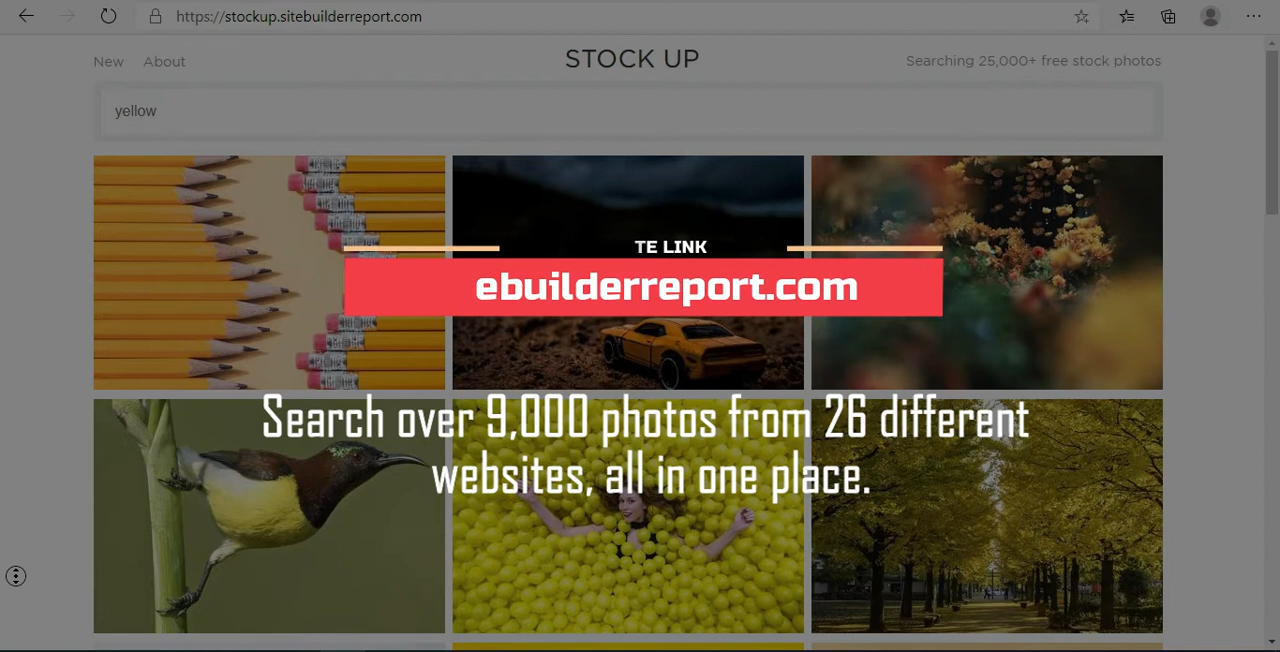 https://stockup.sitebuilderreport.com
New About STOCK UP Searching 25,000+ free stock photos
yellow
TE LINK
ebuilderreport.com
Search over 9,000 photos from 26 different
websites, all in one place.